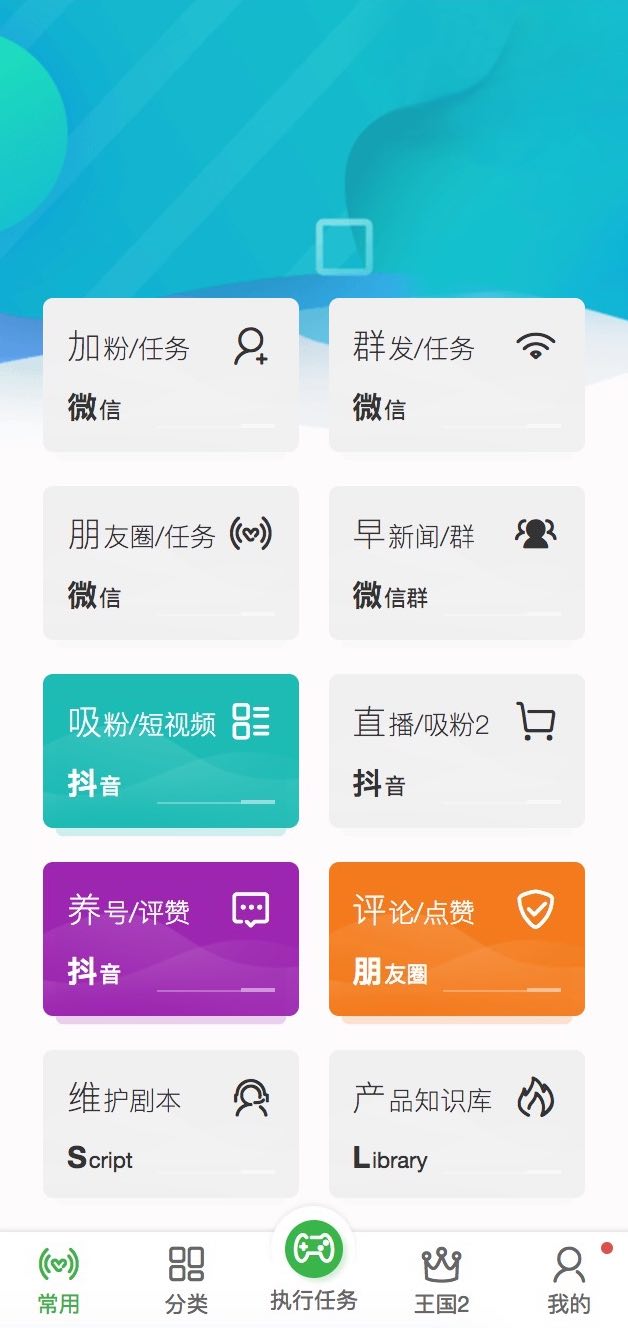 加粉/任务
微信
群发/任务
微信
朋友圈/任务
微信
早新闻/群
微信群
吸粉/短视频
抖音
直播/吸粉2
抖音
养号/评赞
抖音
评论/点赞
朋友圈
维护剧本
Script
产品知识库
Library
常用
分类
执行任务
王国2
我的